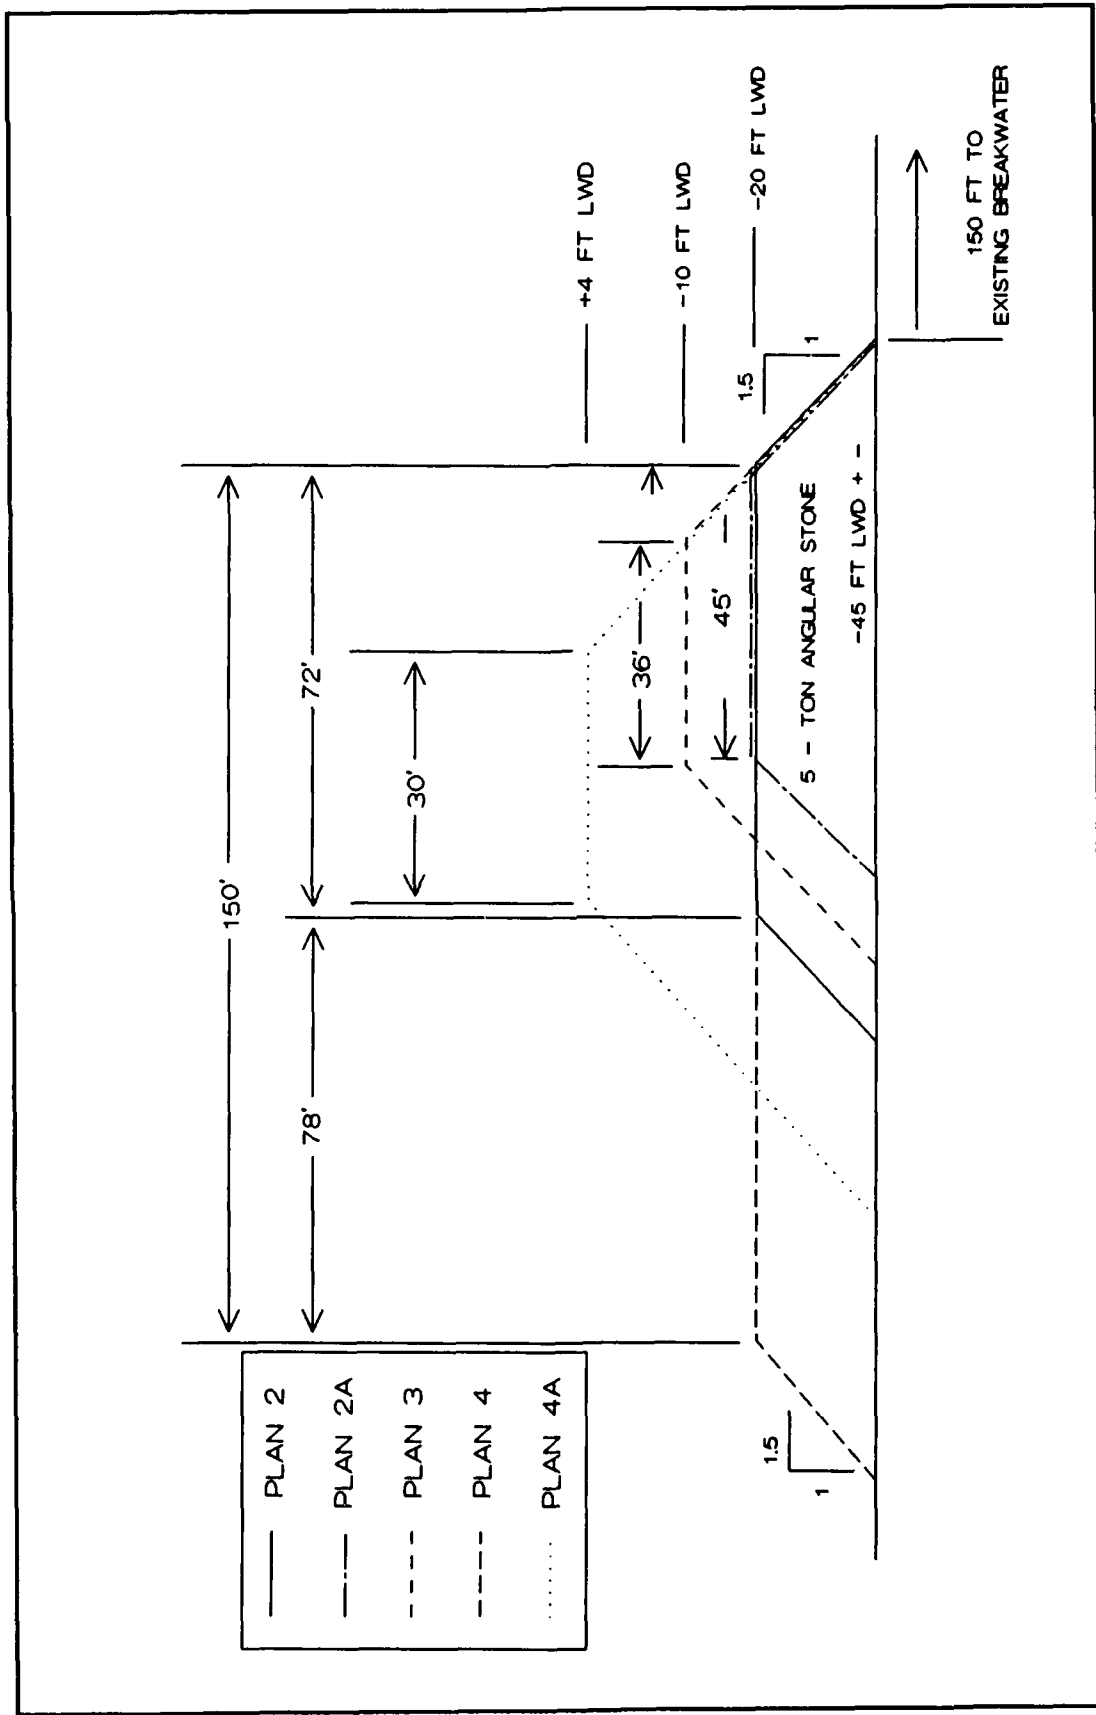 PLAN 2
PLAN 2A
PLAN 3
PLAN 4
PLAN 4A
150'
78'
72'
30'
36'
45'
+4 FT LWD
-10 FT LWD
-20 FT LWD
1.5
1
1.5
1
5 - TON ANGULAR STONE
-45 FT LWD + -
150 FT TO
EXISTING BREAKWATER